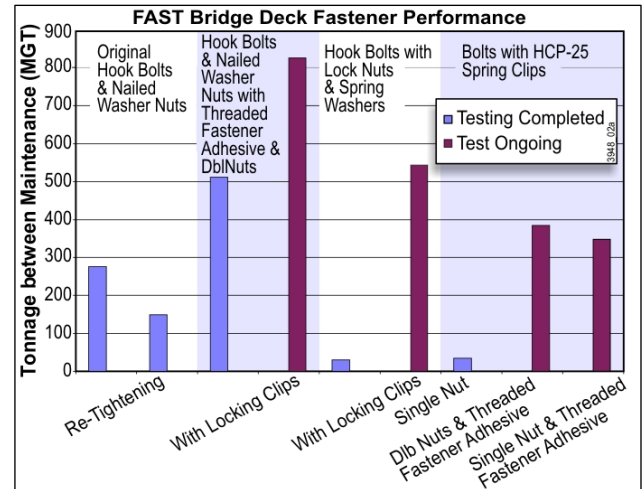 FAST Bridge Deck Fastener Performance
Tonnage between Maintenance (MGT)
900
800
700
600
500
400
300
200
100
0
Original
Hook Bolts
& Nailed
Washer Nuts
Hook Bolts
& Nailed
Washer
Nuts with
Threaded
Fastener
Adhesive &
DblNuts
Hook Bolts with
Lock Nuts
& Spring
Washers
Bolts with HCP-25
Spring Clips
Testing Completed
Test Ongoing
3948_02a
Re-Tightening
With Locking Clips
With Locking Clips
Single Nut
Dlb Nuts & Threaded
Fastener Adhesive
Single Nut & Threaded
Fastener Adhesive